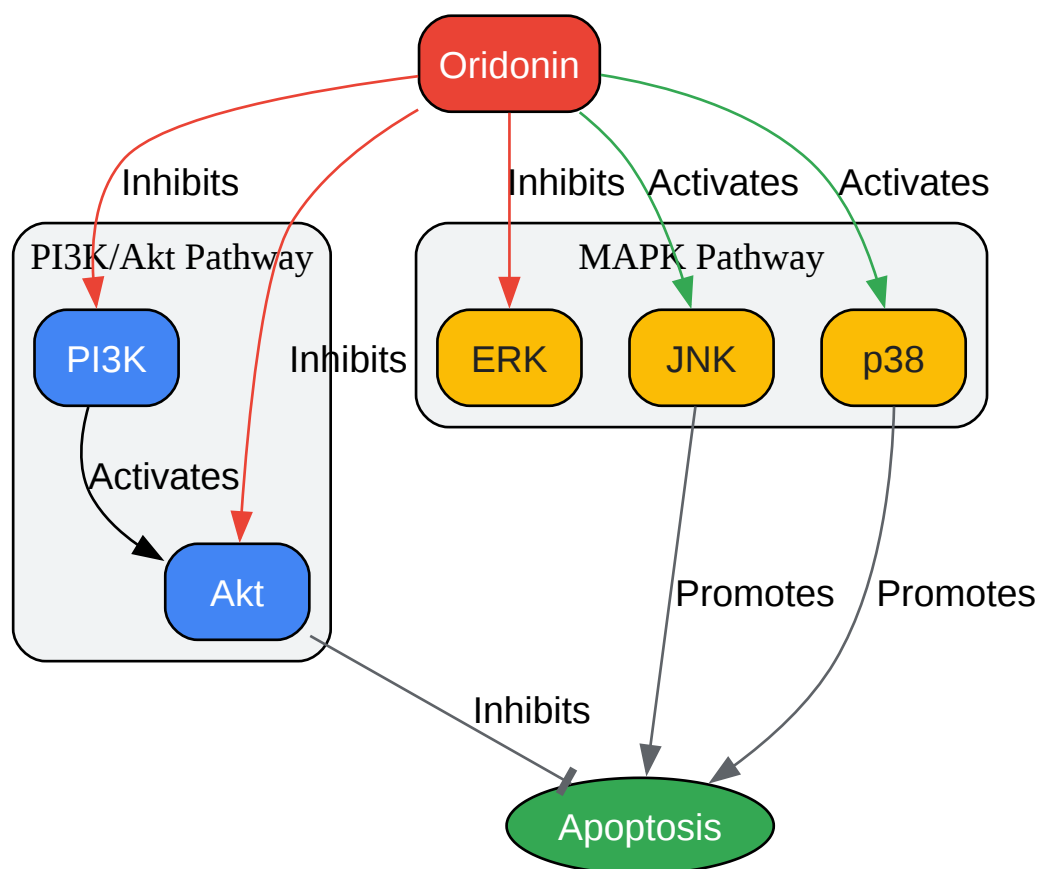 Oridonin
Inhibits
Inhibits
Activates
Activates
PI3K/Akt Pathway
MAPK Pathway
PI3K
Inhibits
ERK
JNK
p38
Activates
Akt
Promotes
Promotes
Inhibits
Apoptosis